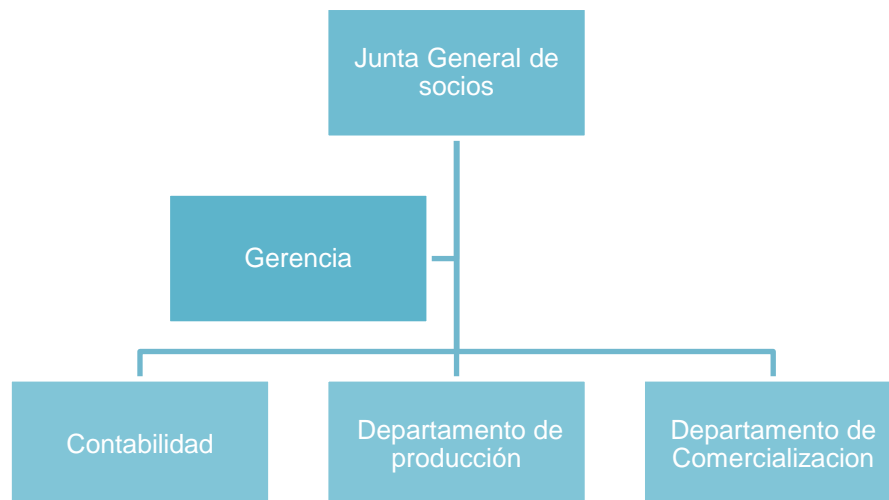 Junta General de
socios
Gerencia
Contabilidad
Departamento de
producción
Departamento de
Comercializacion